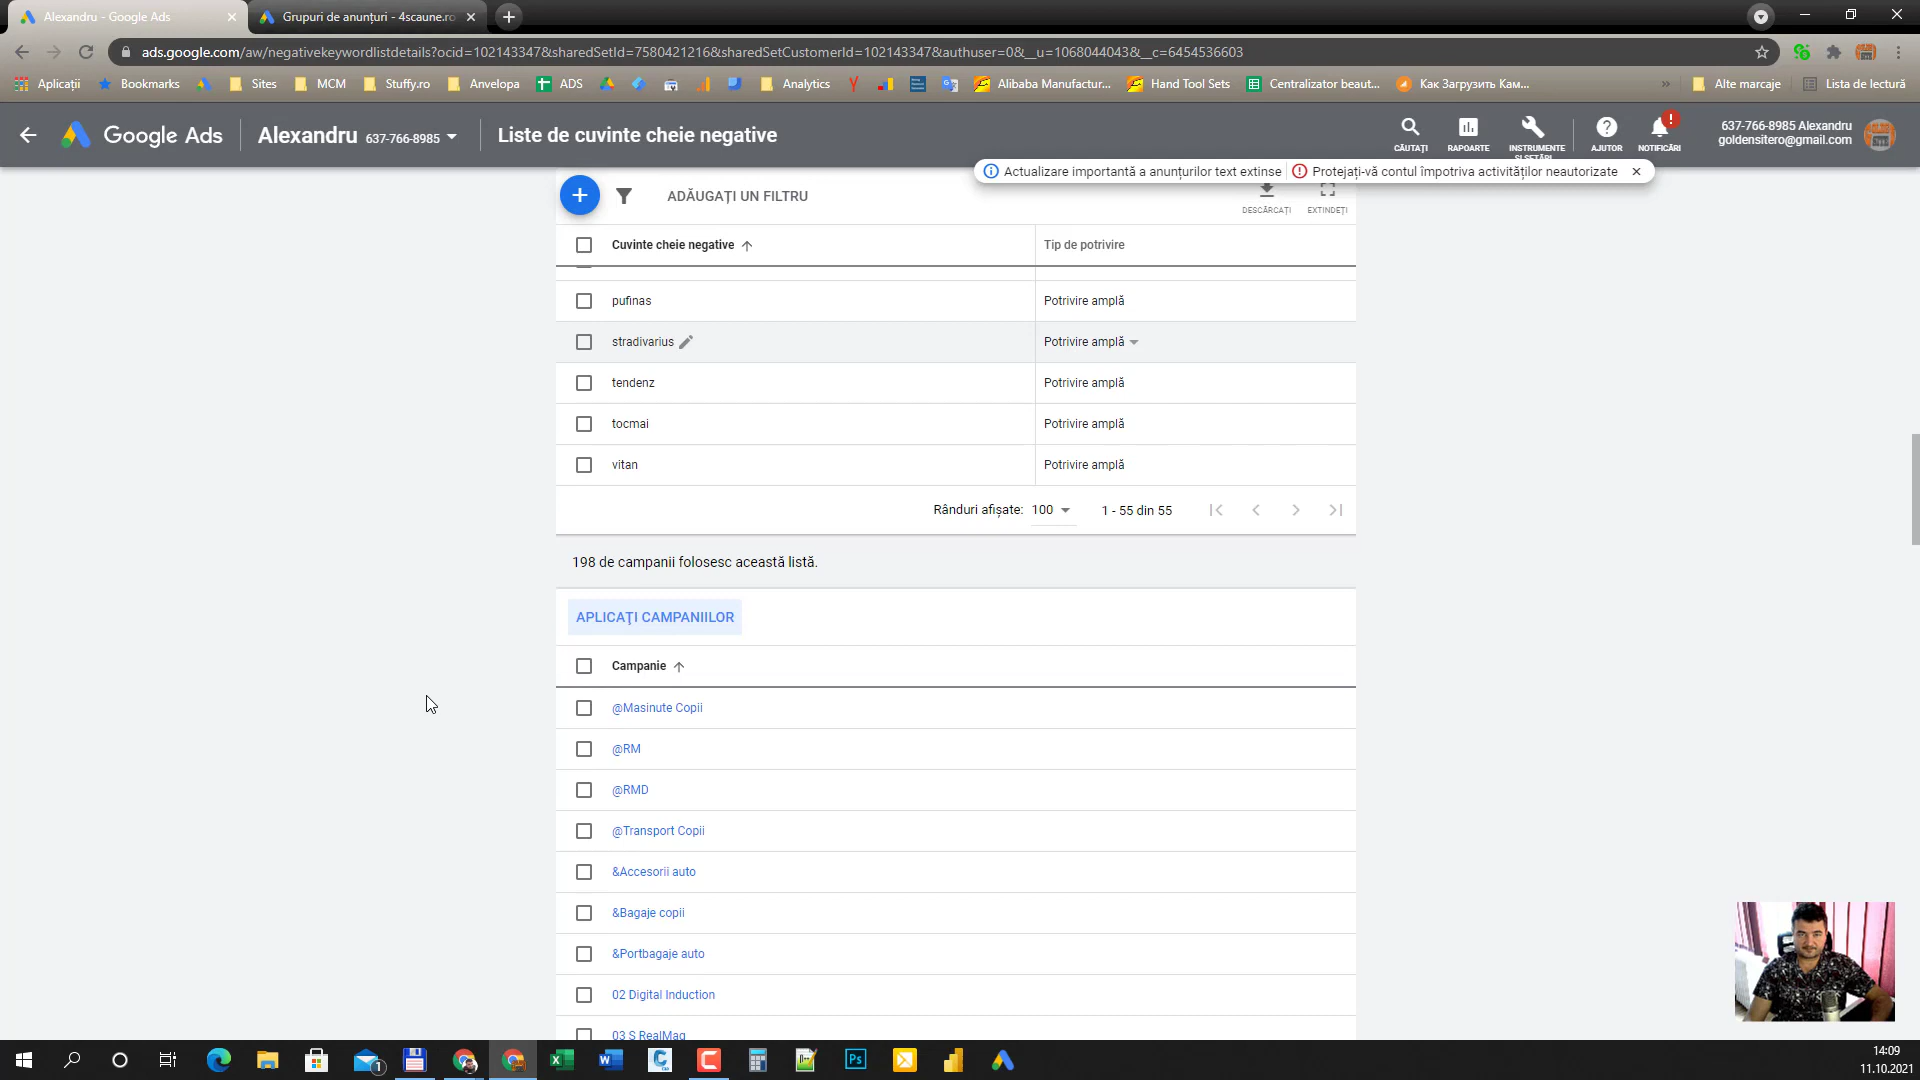 Alexandru - Google Ads
Grupuri de anunțuri - 4scaune.ro
ads.google.com/aw/negativekeywordlistdetails?ocid=102143347&sharedSetId=7580421216&sharedSetCustomerId=102143347&authuser=0&__u=1068044043&__c=6454536603
Aplicații
Bookmarks
Sites
MCM
Stuffy.ro
Anvelopa
ADS
Analytics
Alibaba Manufactur...
Hand Tool Sets
Centralizator beaut...
Как Загрузить Кам...
»
Alte marcaje
Lista de lectură
Google Ads
Alexandru 637-766-8985
Liste de cuvinte cheie negative
CĂUTAȚI
RAPOARTE
INSTRUMENTE
AJUTOR
NOTIFICĂRI
637-766-8985 Alexandru
goldensitero@gmail.com
Actualizare importantă a anunțurilor text extinse
Protejați-vă contul împotriva activităților neautorizate
ADĂUGAȚI UN FILTRU
DESCĂRCAȚI
EXTINDEȚI
Cuvinte cheie negative
Tip de potrivire
pufinas
Potrivire amplă
stradivarius
Potrivire amplă
tendenz
Potrivire amplă
tocmai
Potrivire amplă
vitan
Potrivire amplă
Rânduri afișate: 100
1 - 55 din 55
198 de campanii folosesc această listă.
APLICAȚI CAMPANIILOR
Campanie
@Masinute Copii
@RM
@RMD
@Transport Copii
&Accesorii auto
&Bagaje copii
&Portbagaje auto
02 Digital Induction
03 S RealMag
1
14:09
11.10.2021